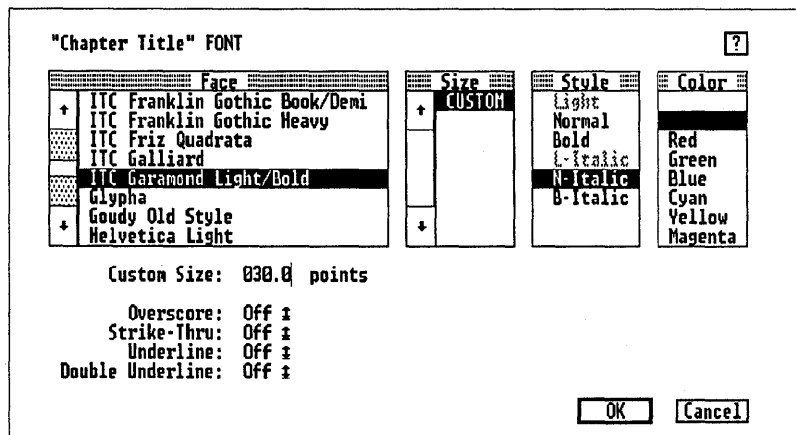 "Chapter Title" FONT
?
Face
ITC Franklin Gothic Book/Demi
ITC Franklin Gothic Heavy
ITC Friz Quadrata
ITC Galliard
ITC Garamond Light/Bold
Glypha
Goudy Old Style
Helvetica Light
Size
CUSTOM
Style
Light
Normal
Bold
L-Italic
N-Italic
B-Italic
Color
Red
Green
Blue
Cyan
Yellow
Magenta
Custom Size: 030.0 points
Overscore: Off
Strike-Thru: Off
Underline: Off
Double Underline: Off
OK
Cancel